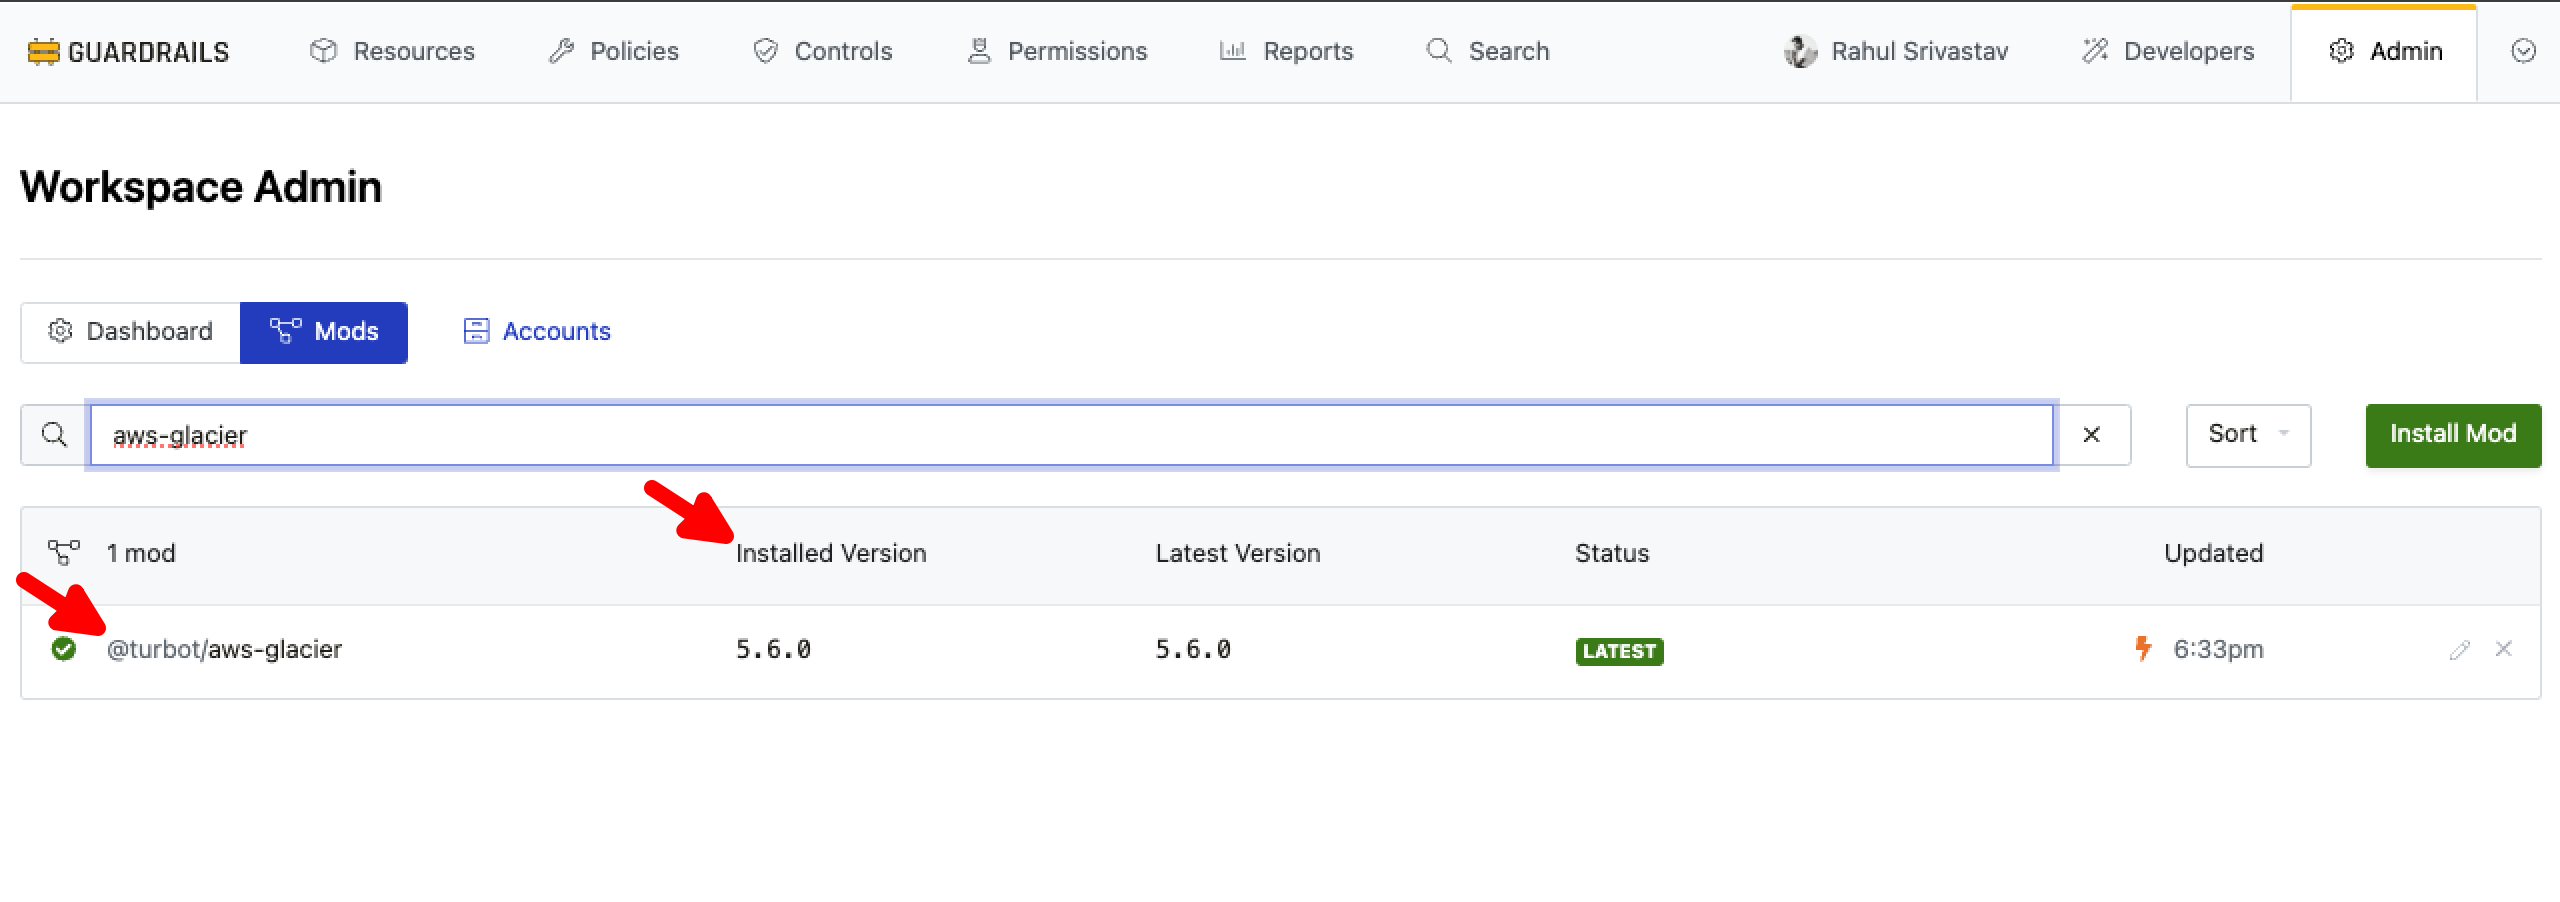 GUARDRAILS Resources Policies Controls Permissions Reports Search Rahul Srivastav Developers Admin
Workspace Admin
Dashboard Mods Accounts
aws-glacier Sort Install Mod
1 mod Installed Version Latest Version Status Updated
@turbot/aws-glacier 5.6.0 5.6.0 LATEST 6:33pm